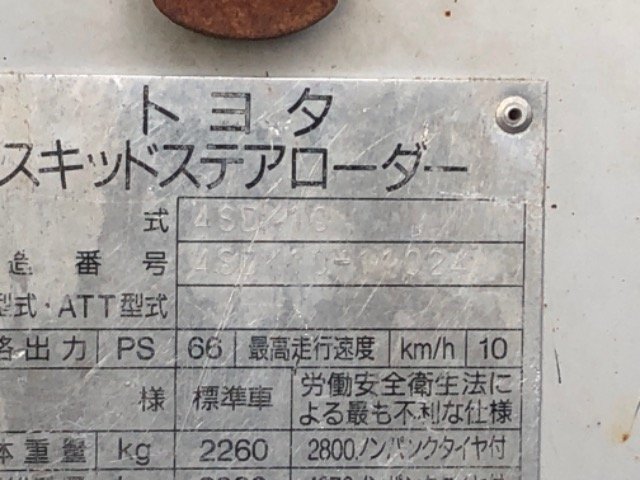 トヨタ
スキッドステアローダー
式
造番号
型式・ATT型式
格出力 PS 66 最高走行速度 km/h 10
様 標準車 労働安全衛生法に
よる最も不利な仕様
体重量 kg 2260 2800ノンパンクタイヤ付